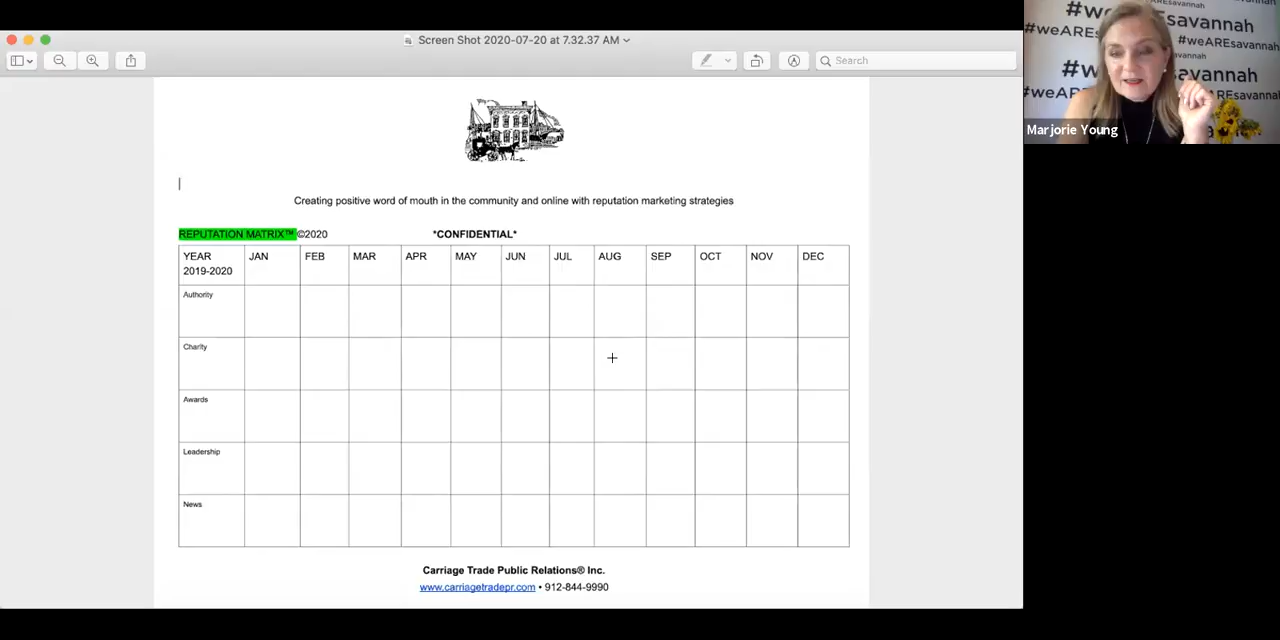 Screen Shot 2020-07-20 at 7.32.37 AM
Search
Creating positive word of mouth in the community and online with reputation marketing strategies
REPUTATION MATRIX™ ©2020 *CONFIDENTIAL*
YEAR 2019-2020 JAN FEB MAR APR MAY JUN JUL AUG SEP OCT NOV DEC
Authority
Charity
Awards
Leadership
News
Carriage Trade Public Relations® Inc.
www.carriagetradepr.com • 912-844-9990
#weAREsavannah
#weAREsavannah
Marjorie Young